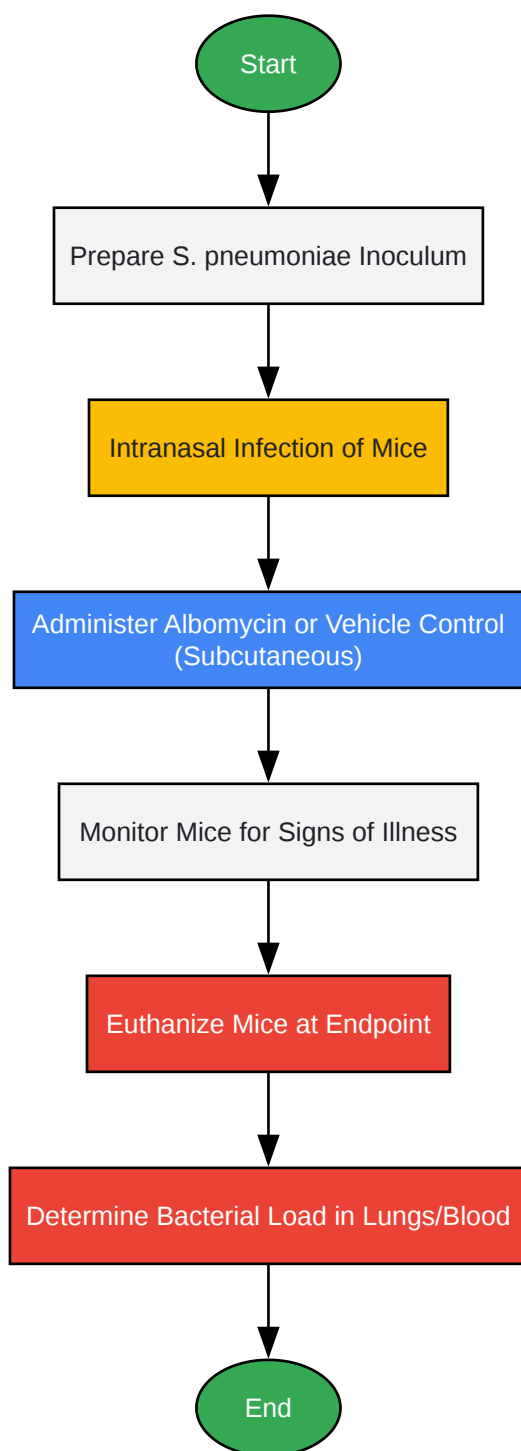 Start
Prepare S. pneumoniae Inoculum
Intranasal Infection of Mice
Administer Albomycin or Vehicle Control
(Subcutaneous)
Monitor Mice for Signs of Illness
Euthanize Mice at Endpoint
Determine Bacterial Load in Lungs/Blood
End